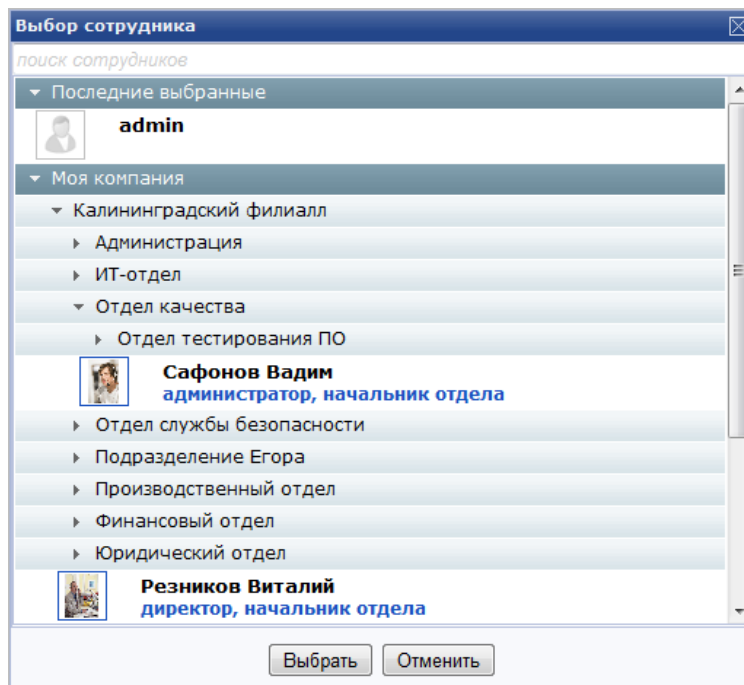 Выбор сотрудника
поиск сотрудников
Последние выбранные
admin
Моя компания
Калининградский филиалл
Администрация
ИТ-отдел
Отдел качества
Отдел тестирования ПО
Сафонов Вадим
администратор, начальник отдела
Отдел службы безопасности
Подразделение Егора
Производственный отдел
Финансовый отдел
Юридический отдел
Резников Виталий
директор, начальник отдела
Выбрать Отменить